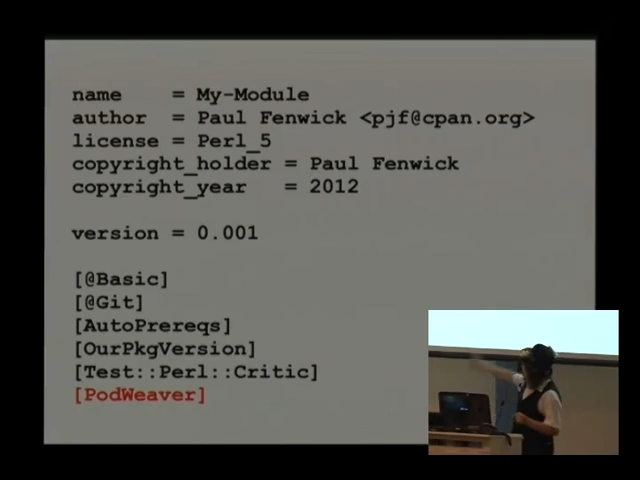 name    = My-Module
author  = Paul Fenwick <pjf@cpan.org>
license = Perl_5
copyright_holder = Paul Fenwick
copyright_year   = 2012
version = 0.001
[@Basic]
[@Git]
[AutoPrereqs]
[OurPkgVersion]
[Test::Perl::Critic]
[PodWeaver]